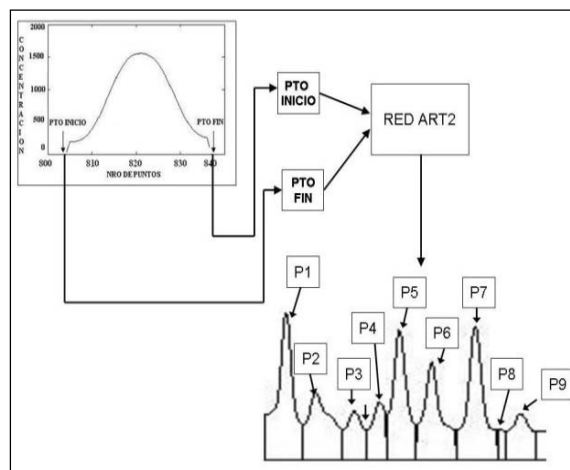 CONCENTRACION
2000
1500
1000
500
0
PTO INICIO
PTO FIN
800
810
820
830
840
NRO DE PUNTOS
PTO
INICIO
PTO
FIN
RED ART2
P1
P2
P3
P4
P5
P6
P7
P8
P9